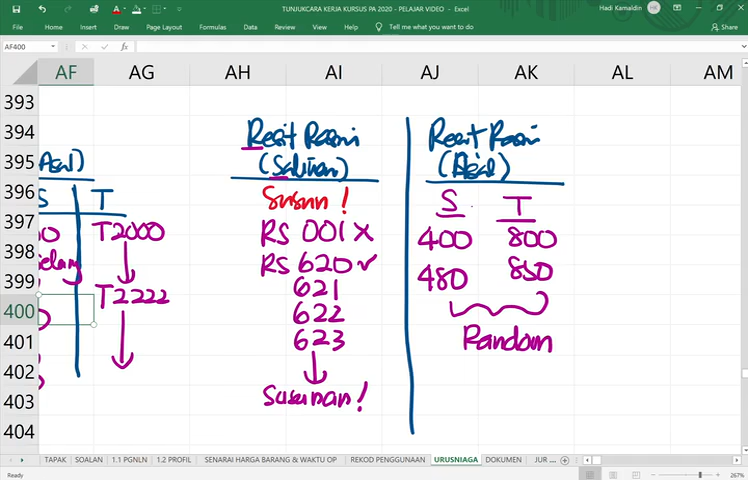 TUNJUKCARA KERJA KURSUS PA 2020 - PELAJAR VIDEO - Excel
Hadi Kamaldin
HK
File Home Insert Draw Page Layout Formulas Data Review View Help Tell me what you want to do Share
AF400
fx
AF AG AH AI AJ AK AL AM
393
394
395
396
397
398
399
400
401
402
403
404
Asal)
S T
T2000
T2222
Resit Rasmi
(Salinan)
Susun!
RS 001 X
RS 620 ✓
621
622
623
Susunan!
Resit Rasmi
(Asal)
S T
400 800
480 850
Random
TAPAK SOALAN 1.1 PGNLN 1.2 PROFIL SENARAI HARGA BARANG & WAKTU OP REKOD PENGGUNAAN URUSNIAGA DOKUMEN JUR ...
Ready
267%